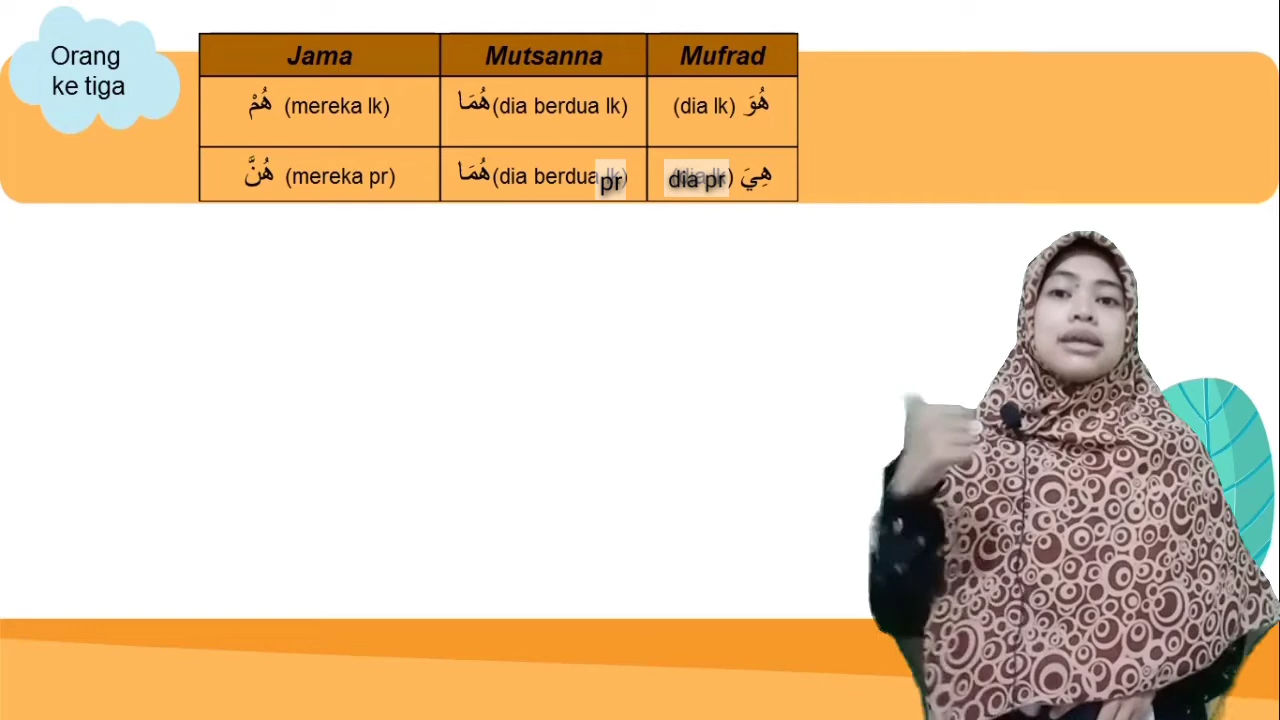 Orang
ke tiga
Jama Mutsanna Mufrad
هُمْ (mereka lk) هُمَا (dia berdua lk) (dia lk) هُوَ
هُنَّ (mereka pr) هُمَا (dia berdua pr) dia pr) هِيَ